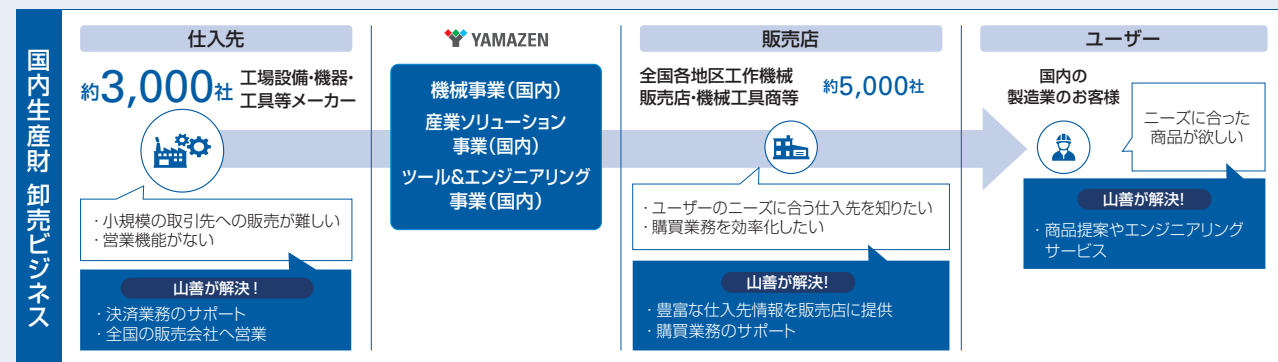 国内生産財 卸売ビジネス
仕入先
約3,000社
工場設備・機器・
工具等メーカー
・小規模の取引先への販売が難しい
・営業機能がない
山善が解決！
・決済業務のサポート
・全国の販売会社へ営業
YAMAZEN
機械事業（国内）
産業ソリューション
事業（国内）
ツール&エンジニアリング
事業（国内）
販売店
全国各地区工作機械
販売店・機械工具商等
約5,000社
・ユーザーのニーズに合う仕入先を知りたい
・購買業務を効率化したい
山善が解決!
・豊富な仕入先情報を販売店に提供
・購買業務のサポート
ユーザー
国内の
製造業のお客様
ニーズに合った
商品が欲しい
山善が解決!
・商品提案やエンジニアリング
サービス